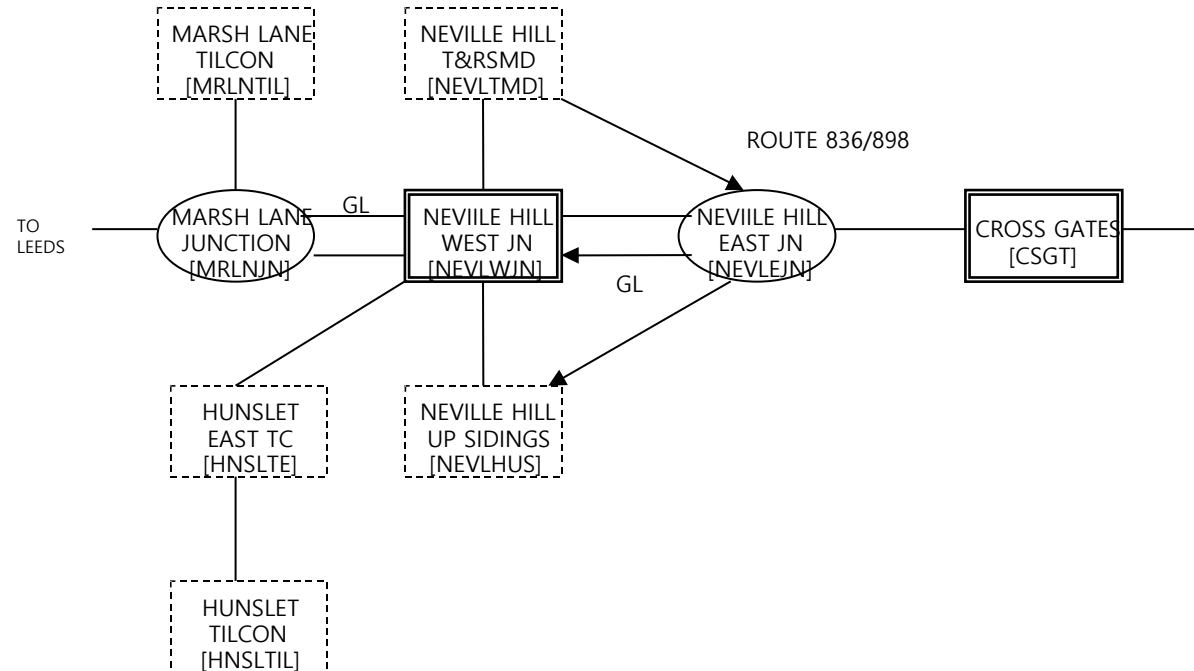 MARSH LANE
TILCON
[MRLNTIL]
NEVILLE HILL
T&RSMD
[NEVLTMD]
ROUTE 836/898
TO
LEEDS
MARSH LANE
JUNCTION
[MRLNJN]
GL
NEVIILE HILL
WEST JN
[NEVLWJN]
GL
NEVIILE HILL
EAST JN
[NEVLEJN]
CROSS GATES
[CSGT]
HUNSLET
EAST TC
[HNSLTE]
NEVILLE HILL
UP SIDINGS
[NEVLHUS]
HUNSLET
TILCON
[HNSLTIL]